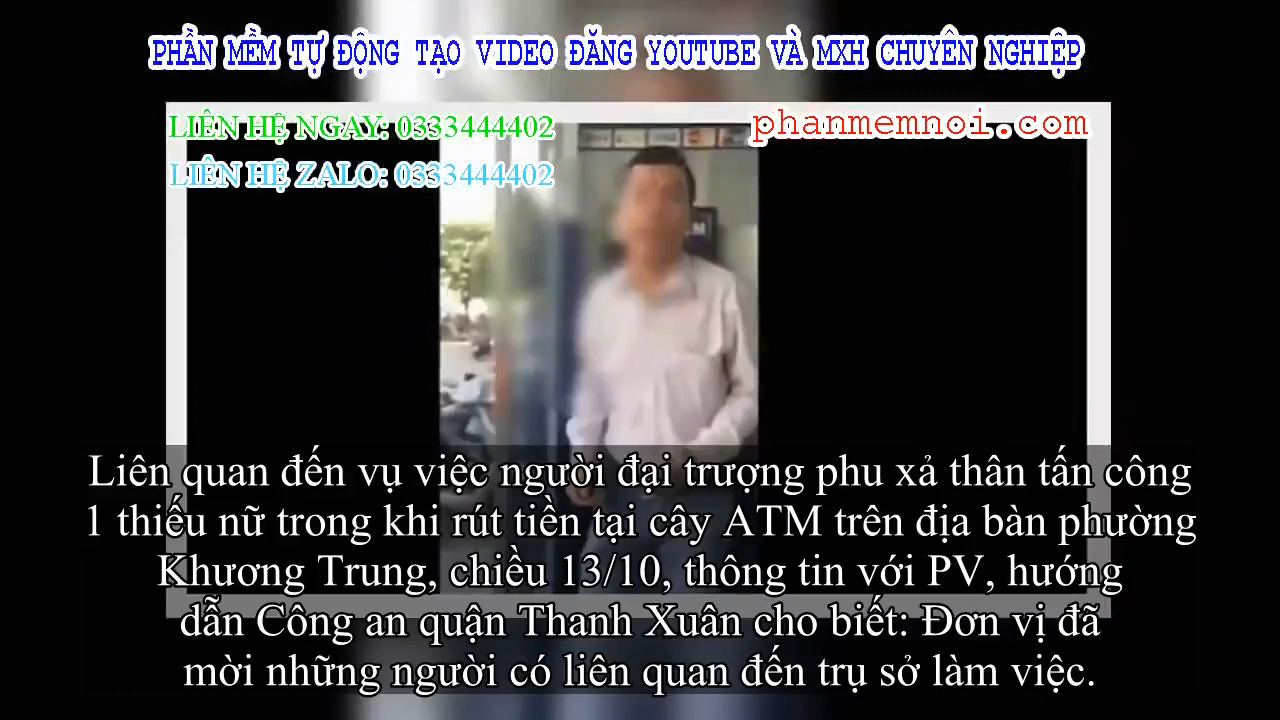 PHẦN MỀM TỰ ĐỘNG TẠO VIDEO ĐĂNG YOUTUBE VÀ MXH CHUYÊN NGHIỆP
LIÊN HỆ NGAY: 0333444402
phanmemnoi.com
LIÊN HỆ ZALO: 0333444402
Liên quan đến vụ việc người đại trượng phu xả thân tấn công
1 thiếu nữ trong khi rút tiền tại cây ATM trên địa bàn phường
Khương Trung, chiều 13/10, thông tin với PV, hướng
dẫn Công an quận Thanh Xuân cho biết: Đơn vị đã
mời những người có liên quan đến trụ sở làm việc.